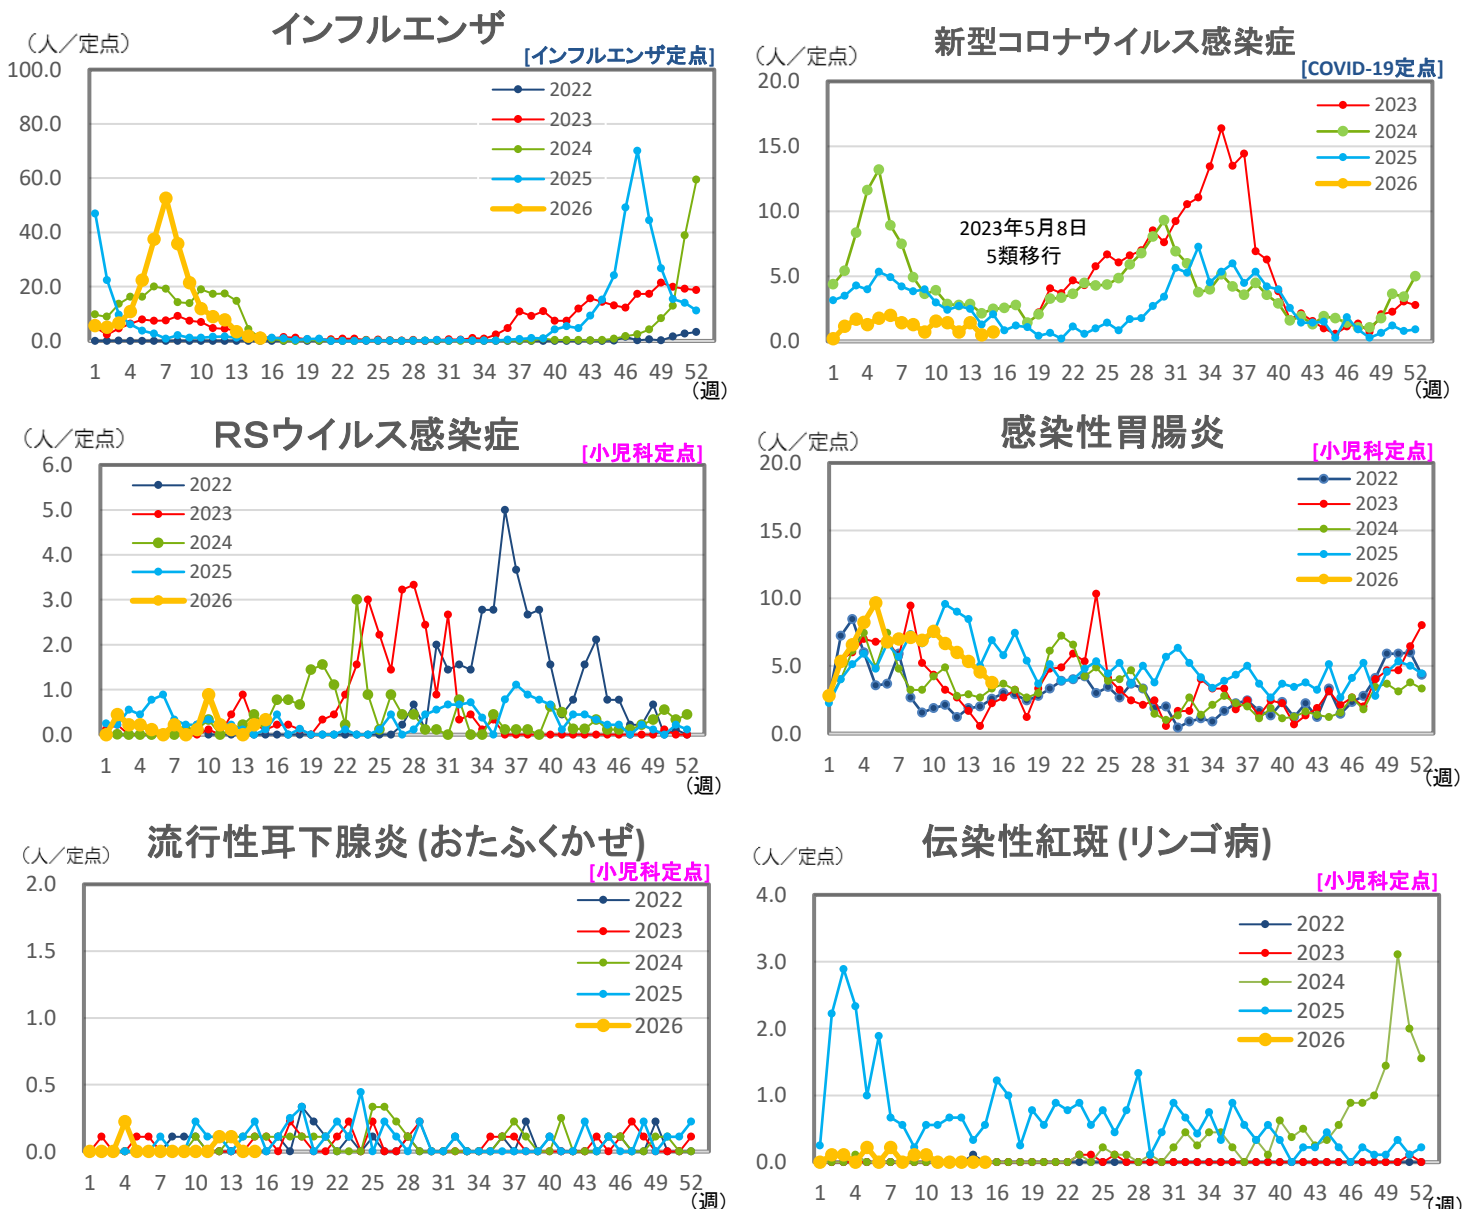 インフルエンザ
（人／定点）
[インフルエンザ定点]
100.0
80.0
60.0
40.0
20.0
0.0
2022
2023
2024
2025
2026
1 4 7 10 13 16 19 22 25 28 31 34 37 40 43 46 49 52
（週）
新型コロナウイルス感染症
（人／定点）
[COVID-19定点]
20.0
15.0
10.0
5.0
0.0
2023
2024
2025
2026
2023年5月8日
5類移行
1 4 7 10 13 16 19 22 25 28 31 34 37 40 43 46 49 52
（週）
RSウイルス感染症
（人／定点）
[小児科定点]
6.0
5.0
4.0
3.0
2.0
1.0
0.0
2022
2023
2024
2025
2026
1 4 7 10 13 16 19 22 25 28 31 34 37 40 43 46 49 52
（週）
感染性胃腸炎
（人／定点）
[小児科定点]
20.0
15.0
10.0
5.0
0.0
2022
2023
2024
2025
2026
1 4 7 10 13 16 19 22 25 28 31 34 37 40 43 46 49 52
（週）
流行性耳下腺炎 (おたふくかぜ)
（人／定点）
[小児科定点]
2.0
1.5
1.0
0.5
0.0
2022
2023
2024
2025
2026
1 4 7 10 13 16 19 22 25 28 31 34 37 40 43 46 49 52
（週）
伝染性紅斑 (リンゴ病)
（人／定点）
[小児科定点]
4.0
3.0
2.0
1.0
0.0
2022
2023
2024
2025
2026
1 4 7 10 13 16 19 22 25 28 31 34 37 40 43 46 49 52
（週）